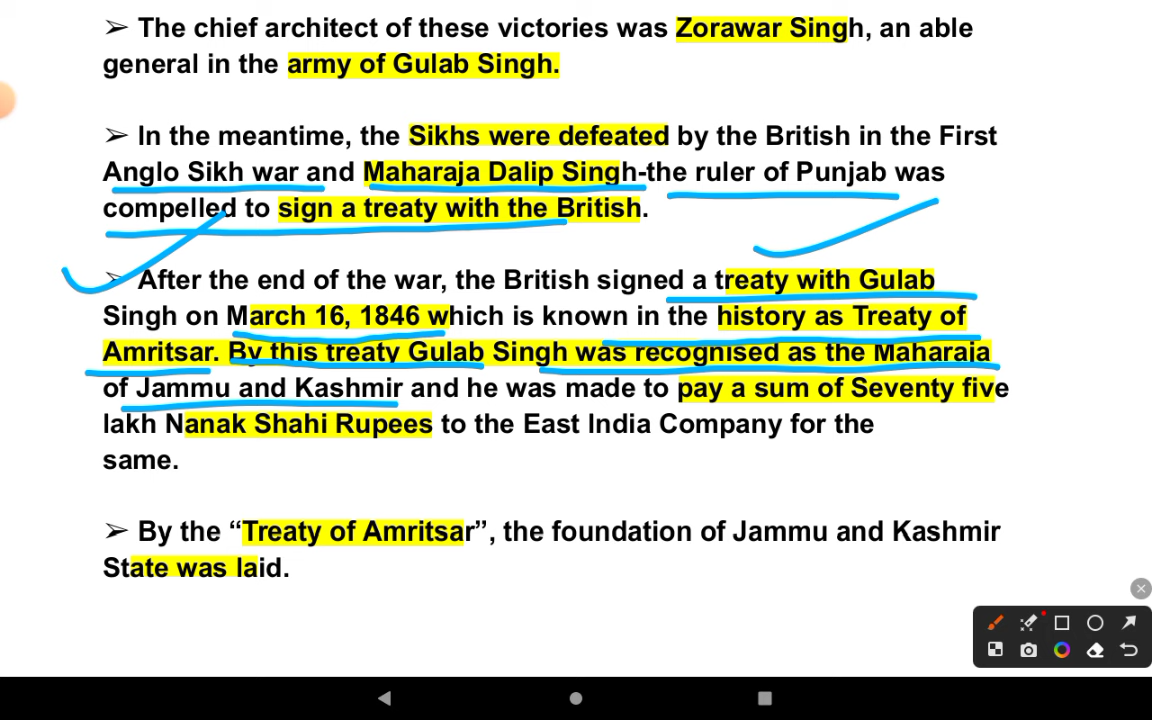 ➢ The chief architect of these victories was Zorawar Singh, an able
general in the army of Gulab Singh.
➢ In the meantime, the Sikhs were defeated by the British in the First
Anglo Sikh war and Maharaja Dalip Singh-the ruler of Punjab was
compelled to sign a treaty with the British.
➢ After the end of the war, the British signed a treaty with Gulab
Singh on March 16, 1846 which is known in the history as Treaty of
Amritsar. By this treaty Gulab Singh was recognised as the Maharaja
of Jammu and Kashmir and he was made to pay a sum of Seventy five
lakh Nanak Shahi Rupees to the East India Company for the
same.
➢ By the “Treaty of Amritsar”, the foundation of Jammu and Kashmir
State was laid.